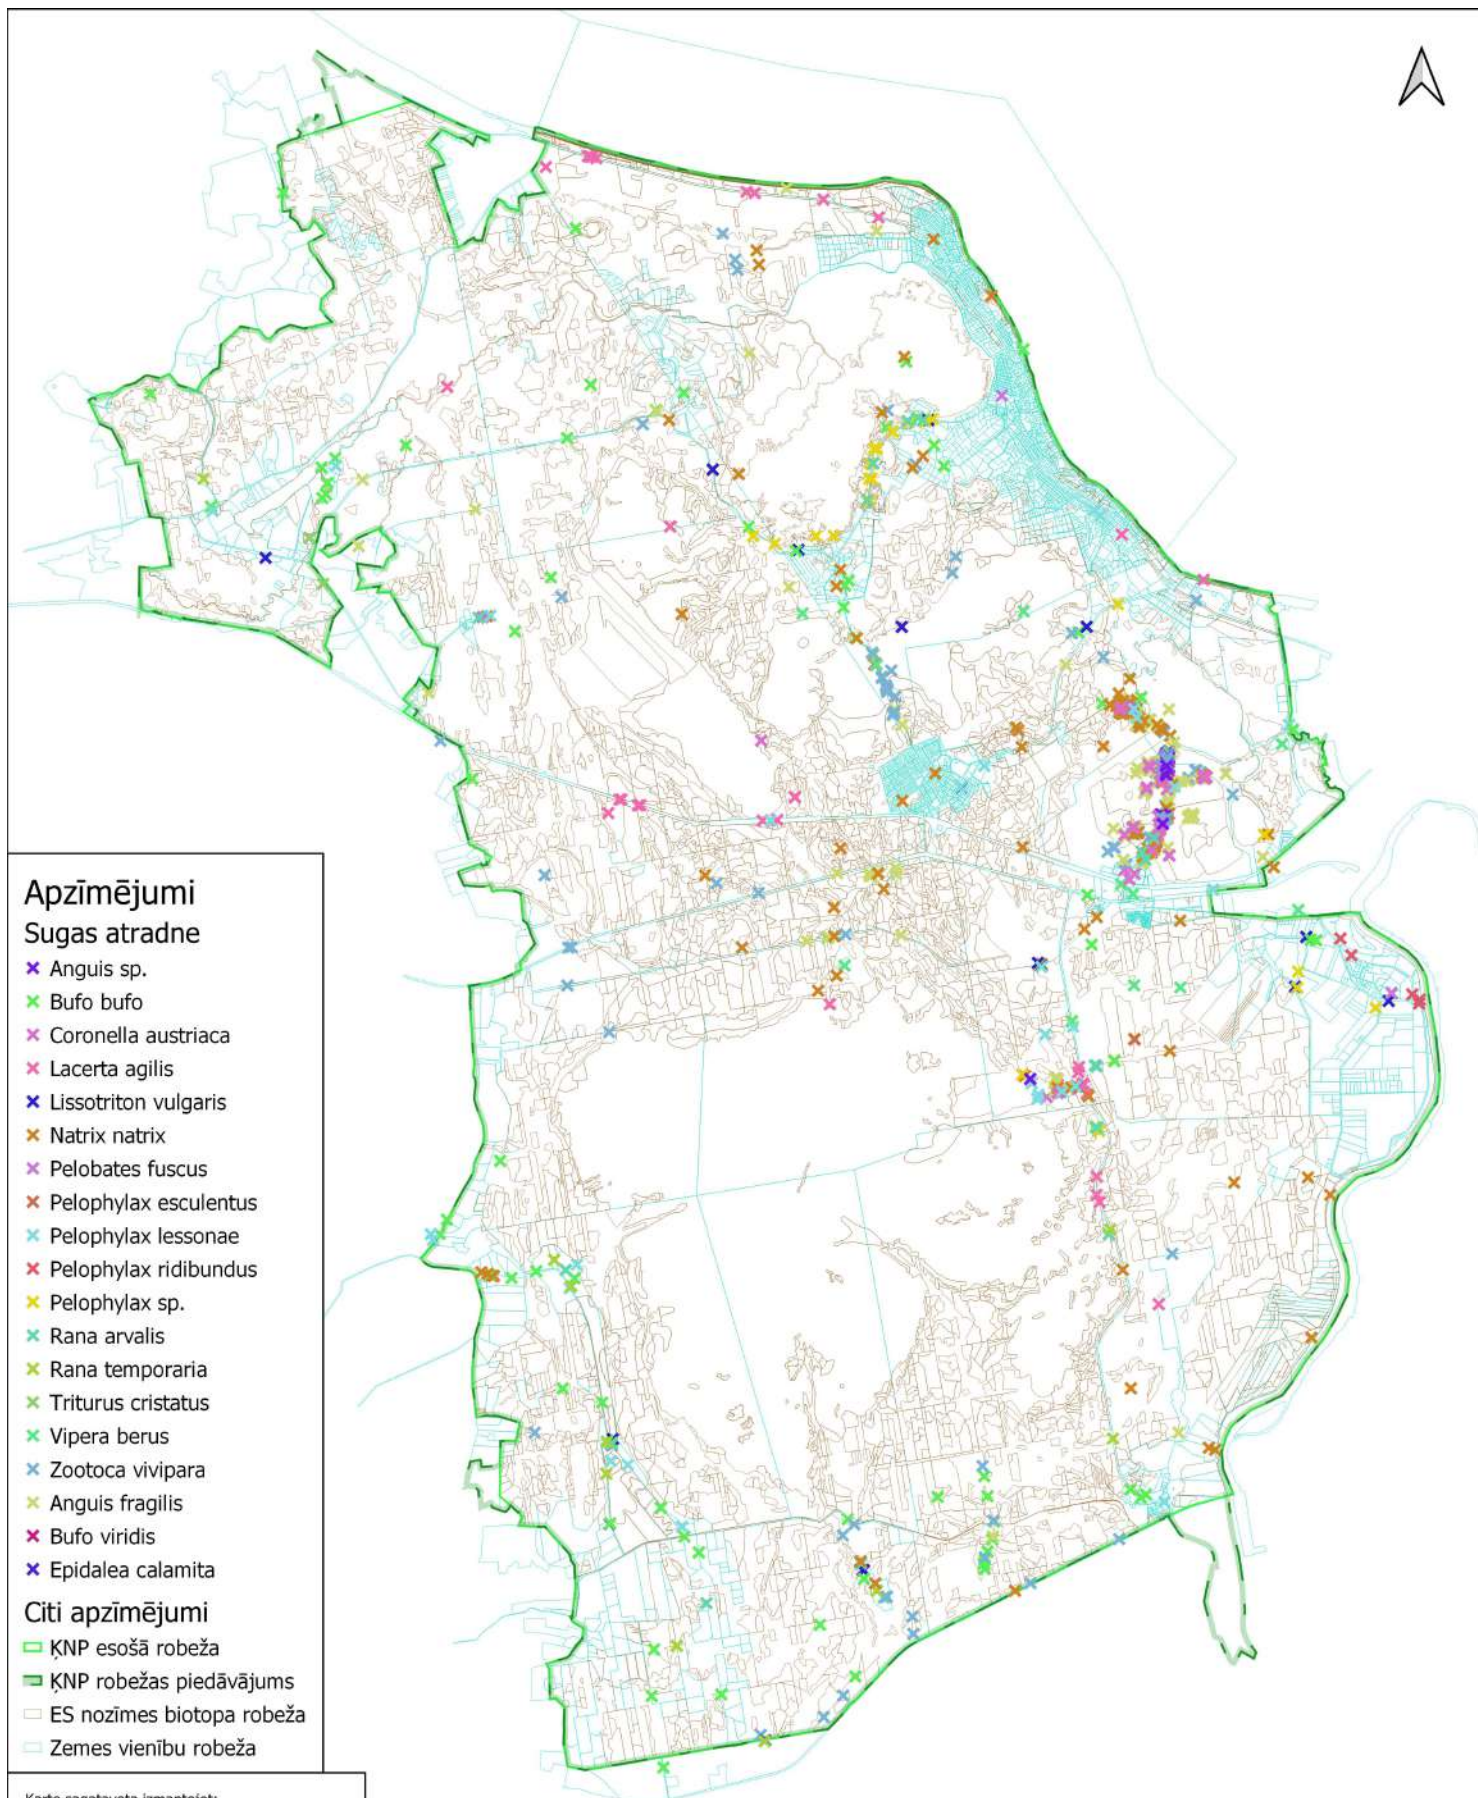 Apzīmējumi
Sugas atradne
Anguis sp.
Bufo bufo
Coronella austriaca
Lacerta agilis
Lissotriton vulgaris
Natrix natrix
Pelobates fuscus
Pelophylax esculentus
Pelophylax lessonae
Pelophylax ridibundus
Pelophylax sp.
Rana arvalis
Rana temporaria
Triturus cristatus
Vipera berus
Zootoca vivipara
Anguis fragilis
Bufo viridis
Epidalea calamita
Citi apzīmējumi
ĶNP esošā robeža
ĶNP robežas piedāvājums
ES nozīmes biotopa robeža
Zemes vienību robeža